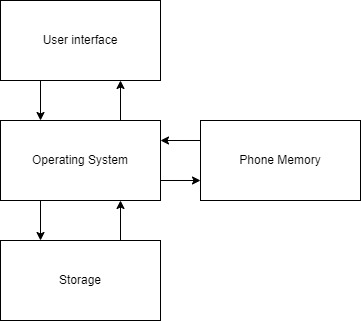 User interface
Operating System
Phone Memory
Storage